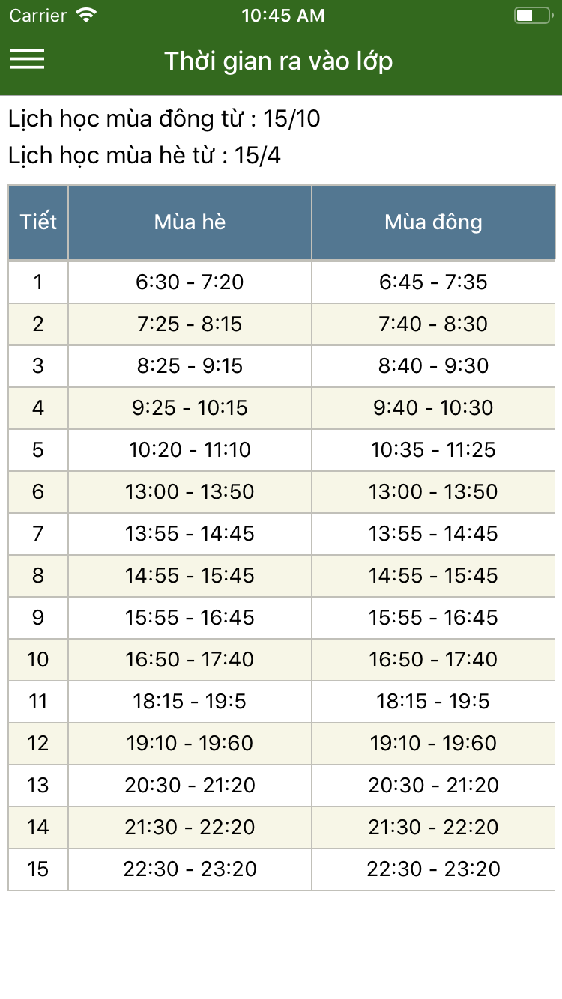 Carrier 10:45 AM
Thời gian ra vào lớp
Lịch học mùa đông từ : 15/10
Lịch học mùa hè từ : 15/4
Tiết Mùa hè Mùa đông
1 6:30 - 7:20 6:45 - 7:35
2 7:25 - 8:15 7:40 - 8:30
3 8:25 - 9:15 8:40 - 9:30
4 9:25 - 10:15 9:40 - 10:30
5 10:20 - 11:10 10:35 - 11:25
6 13:00 - 13:50 13:00 - 13:50
7 13:55 - 14:45 13:55 - 14:45
8 14:55 - 15:45 14:55 - 15:45
9 15:55 - 16:45 15:55 - 16:45
10 16:50 - 17:40 16:50 - 17:40
11 18:15 - 19:5 18:15 - 19:5
12 19:10 - 19:60 19:10 - 19:60
13 20:30 - 21:20 20:30 - 21:20
14 21:30 - 22:20 21:30 - 22:20
15 22:30 - 23:20 22:30 - 23:20